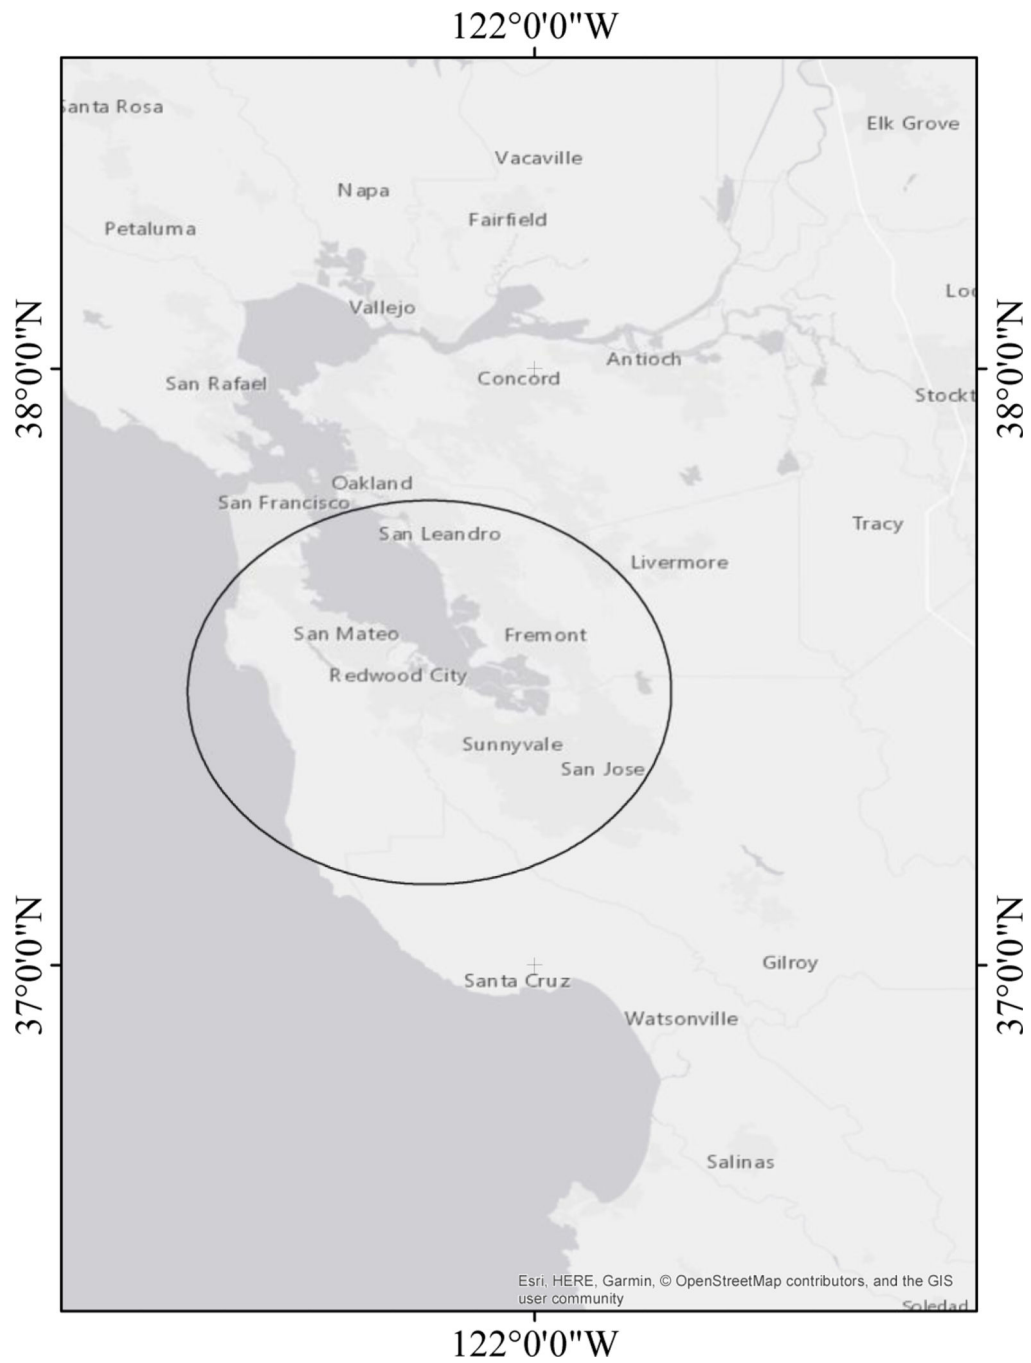 122°0'0"W
Santa Rosa
Elk Grove
Vacaville
Napa
Fairfield
Petaluma
Loc
Vallejo
38°0'0"N
38°0'0"N
Antioch
Concord
San Rafael
Stockt
Oakland
San Francisco
Tracy
San Leandro
Livermore
San Mateo
Fremont
Redwood City
Sunnyvale
San Jose
37°0'0"N
37°0'0"N
Gilroy
Santa Cruz
Watsonville
Salinas
Esri, HERE, Garmin, © OpenStreetMap contributors, and the GIS
user community
Soledad
122°0'0"W